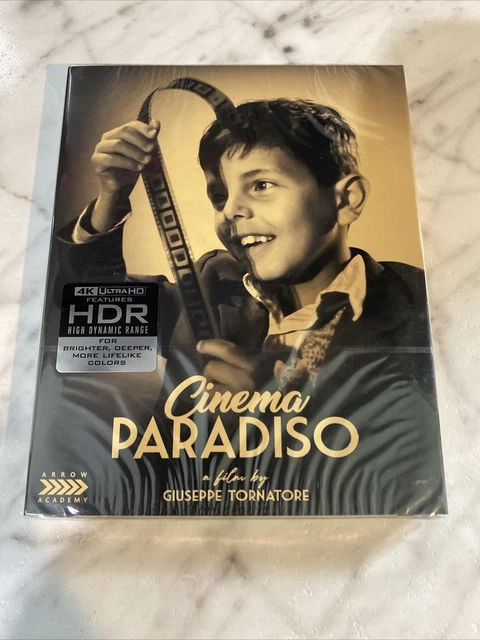 4K ULTRA HD
FEATURES
HDR
HIGH DYNAMIC RANGE
FOR
BRIGHTER, DEEPER,
MORE LIFELIKE
COLORS
Cinema
PARADISO
a film by
GIUSEPPE TORNATORE
ARROW
ACADEMY